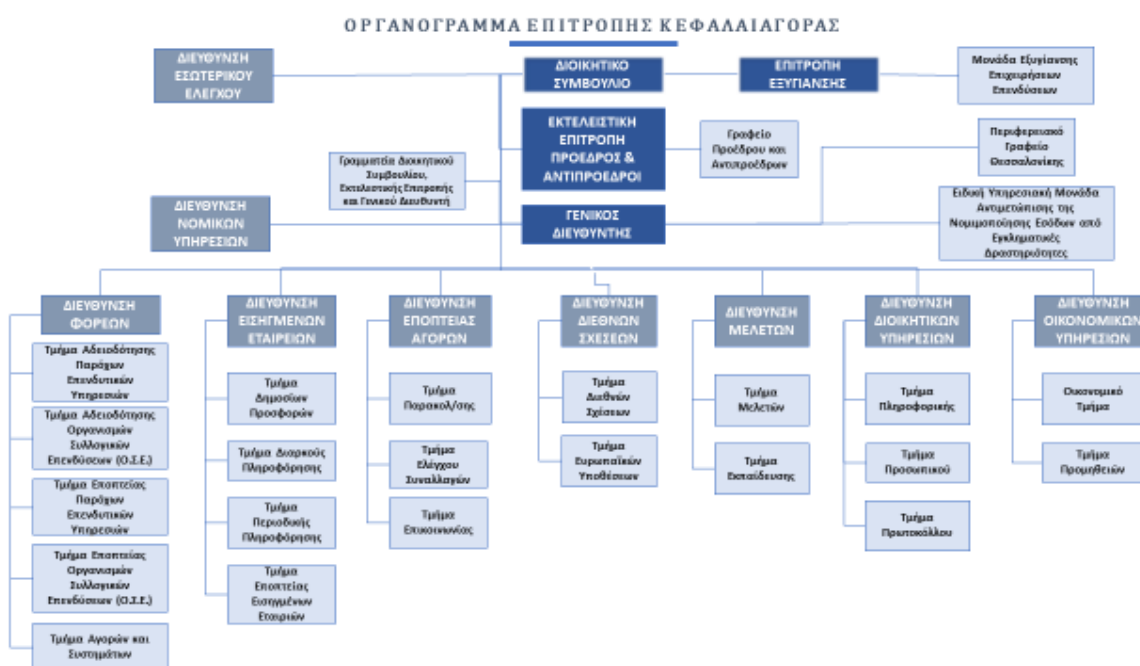 ΟΡΓΑΝΟΓΡΑΜΜΑ ΕΠΙΤΡΟΠΗΣ ΚΕΦΑΛΑΙΑΓΟΡΑΣ
ΔΙΕΥΘΥΝΣΗ
ΕΣΩΤΕΡΙΚΟΥ
ΕΛΕΓΧΟΥ
ΔΙΟΙΚΗΤΙΚΟ
ΣΥΜΒΟΥΛΙΟ
ΕΠΙΤΡΟΠΗ
ΕΞΥΓΙΑΝΣΗΣ
Μονάδα Εξυγίανσης
Επιχειρήσεων
Επενδύσεων
ΕΚΤΕΛΕΙΣΤΙΚΗ
ΕΠΙΤΡΟΠΗ
ΠΡΟΕΔΡΟΣ &
ΑΝΤΙΠΡΟΕΔΡΟΙ
Γραφείο
Προέδρου και
Αντιπροέδρων
Περιφερειακό
Γραφείο
Θεσσαλονίκης
Γραμματεία Διοικητικού
Συμβουλίου,
Εκτελεστικής Επιτροπής
και Γενικού Διευθυντή
ΔΙΕΥΘΥΝΣΗ
ΝΟΜΙΚΩΝ
ΥΠΗΡΕΣΙΩΝ
ΓΕΝΙΚΟΣ
ΔΙΕΥΘΥΝΤΗΣ
Ειδική Υπηρεσιακή Μονάδα
Αντιμετώπισης της
Νομιμοποίησης Εσόδων από
Εγκληματικές
Δραστηριότητες
ΔΙΕΥΘΥΝΣΗ
ΦΟΡΕΩΝ
Τμήμα Αδειοδότησης
Παρόχων
Επενδυτικών
Υπηρεσιών
Τμήμα Αδειοδότησης
Οργανισμών
Συλλογικών
Επενδύσεων (Ο.Σ.Ε.)
Τμήμα Εποπτείας
Παρόχων
Επενδυτικών
Υπηρεσιών
Τμήμα Εποπτείας
Οργανισμών
Συλλογικών
Επενδύσεων (Ο.Σ.Ε.)
Τμήμα Αγορών και
Συστημάτων
ΔΙΕΥΘΥΝΣΗ
ΕΙΣΗΓΜΕΝΩΝ
ΕΤΑΙΡΕΙΩΝ
Τμήμα
Δημοσίων
Προσφορών
Τμήμα Διαρκούς
Πληροφόρησης
Τμήμα
Περιοδικής
Πληροφόρησης
Τμήμα
Εποπτείας
Εισηγμένων
Εταιριών
ΔΙΕΥΘΥΝΣΗ
ΕΠΟΠΤΕΙΑΣ
ΑΓΟΡΩΝ
Τμήμα
Παρακολ/σης
Τμήμα
Ελέγχου
Συναλλαγών
Τμήμα
Επικοινωνίας
ΔΙΕΥΘΥΝΣΗ
ΔΙΕΘΝΩΝ
ΣΧΕΣΕΩΝ
Τμήμα
Διεθνών
Σχέσεων
Τμήμα
Ευρωπαϊκών
Υποθέσεων
ΔΙΕΥΘΥΝΣΗ
ΜΕΛΕΤΩΝ
Τμήμα
Μελετών
Τμήμα
Εκπαίδευσης
ΔΙΕΥΘΥΝΣΗ
ΔΙΟΙΚΗΤΙΚΩΝ
ΥΠΗΡΕΣΙΩΝ
Τμήμα
Πληροφορικής
Τμήμα
Προσωπικού
Τμήμα
Πρωτοκόλλου
ΔΙΕΥΘΥΝΣΗ
ΟΙΚΟΝΟΜΙΚΩΝ
ΥΠΗΡΕΣΙΩΝ
Οικονομικό
Τμήμα
Τμήμα
Προμηθειών